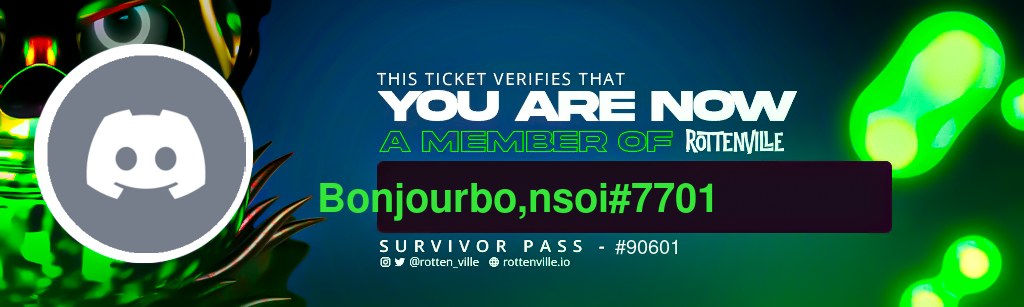 THIS TICKET VERIFIES THAT
YOU ARE NOW
A MEMBER OF ROTTENVILLE
Bonjourbo,nsoi#7701
SURVIVOR PASS - #90601
@rotten_ville rottenville.io